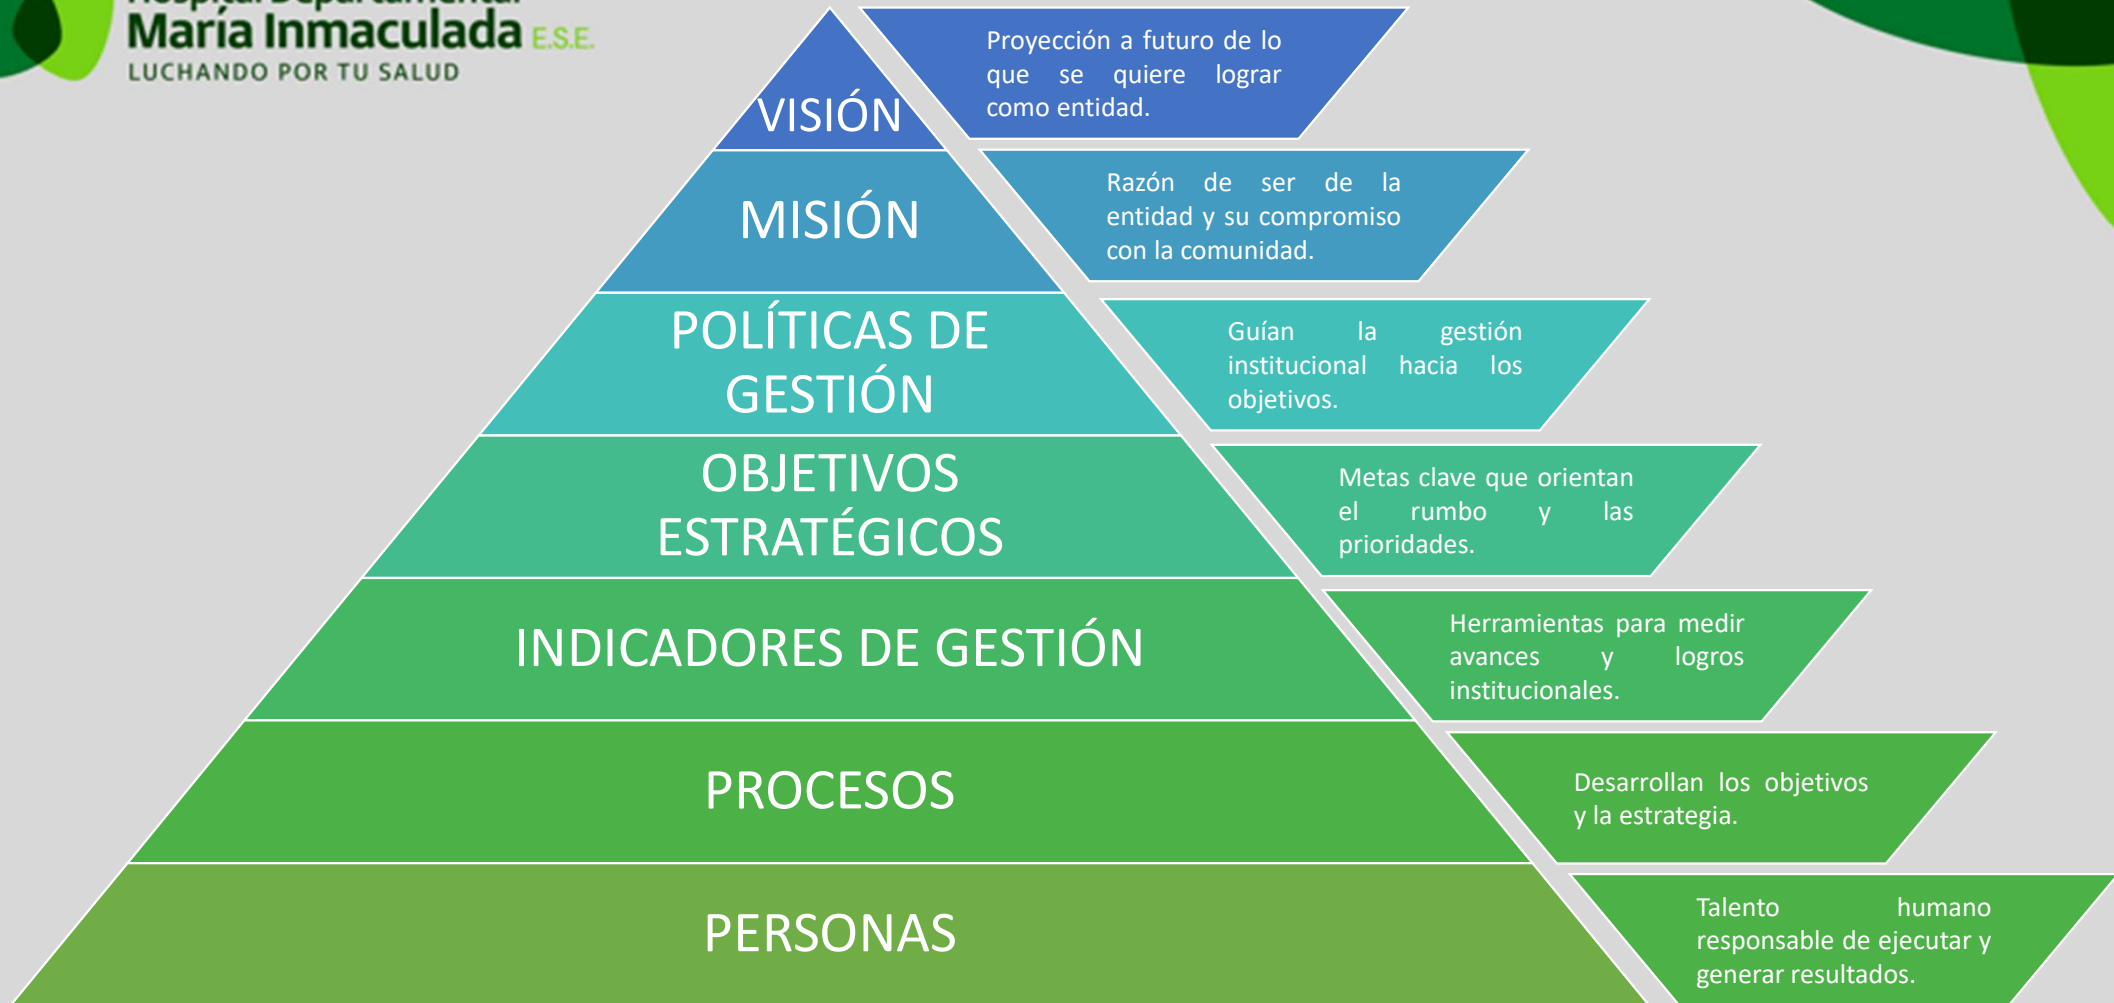 Hospital Departamental
María Inmaculada E.S.E.
LUCHANDO POR TU SALUD
VISIÓN
Proyección a futuro de lo
que se quiere lograr
como entidad.
MISIÓN
Razón de ser de la
entidad y su compromiso
con la comunidad.
POLÍTICAS DE
GESTIÓN
Guían la gestión
institucional hacia los
objetivos.
OBJETIVOS
ESTRATÉGICOS
Metas clave que orientan
el rumbo y las
prioridades.
INDICADORES DE GESTIÓN
Herramientas para medir
avances y logros
institucionales.
PROCESOS
Desarrollan los objetivos
y la estrategia.
PERSONAS
Talento humano
responsable de ejecutar y
generar resultados.